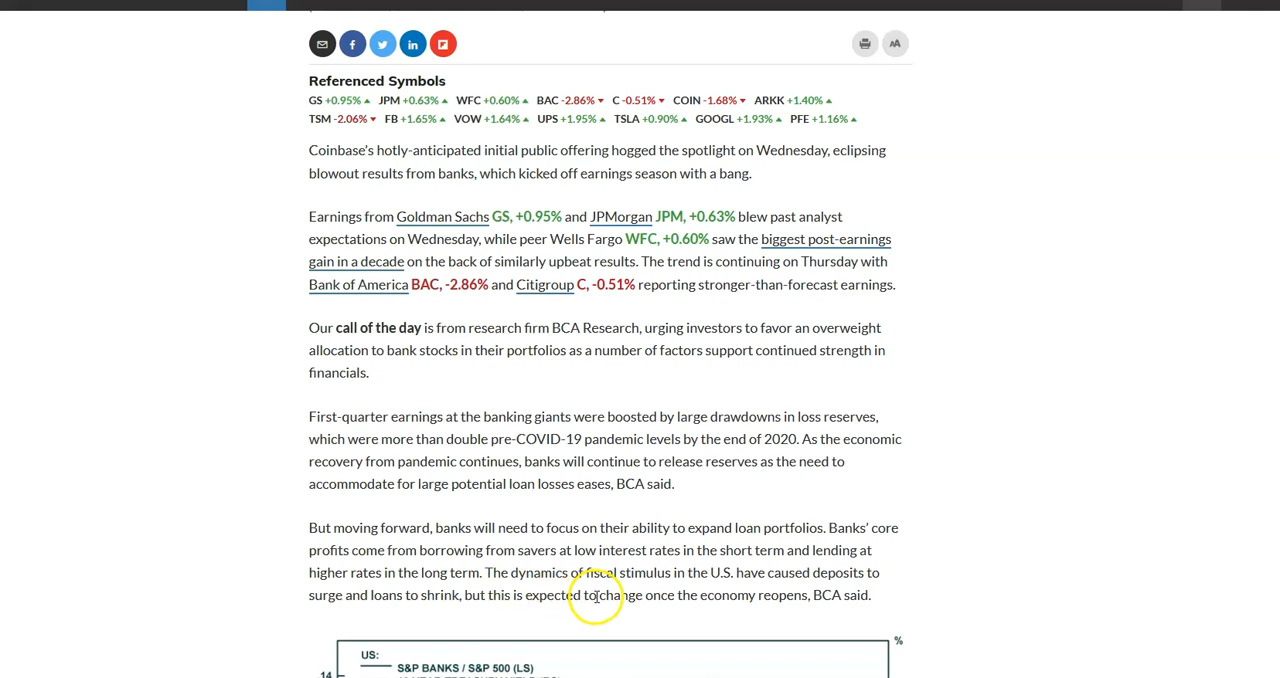 Referenced Symbols
GS +0.95% JPM +0.63% WFC +0.60% BAC -2.86% C -0.51% COIN -1.68% ARKK +1.40%
TSM -2.06% FB +1.65% VOW +1.64% UPS +1.95% TSLA +0.90% GOOGL +1.93% PFE +1.16%
Coinbase’s hotly-anticipated initial public offering hogged the spotlight on Wednesday, eclipsing
blowout results from banks, which kicked off earnings season with a bang.
Earnings from Goldman Sachs GS, +0.95% and JPMorgan JPM, +0.63% blew past analyst
expectations on Wednesday, while peer Wells Fargo WFC, +0.60% saw the biggest post-earnings
gain in a decade on the back of similarly upbeat results. The trend is continuing on Thursday with
Bank of America BAC, -2.86% and Citigroup C, -0.51% reporting stronger-than-forecast earnings.
Our call of the day is from research firm BCA Research, urging investors to favor an overweight
allocation to bank stocks in their portfolios as a number of factors support continued strength in
financials.
First-quarter earnings at the banking giants were boosted by large drawdowns in loss reserves,
which were more than double pre-COVID-19 pandemic levels by the end of 2020. As the economic
recovery from pandemic continues, banks will continue to release reserves as the need to
accommodate for large potential loan losses eases, BCA said.
But moving forward, banks will need to focus on their ability to expand loan portfolios. Banks’ core
profits come from borrowing from savers at low interest rates in the short term and lending at
higher rates in the long term. The dynamics of fiscal stimulus in the U.S. have caused deposits to
surge and loans to shrink, but this is expected to change once the economy reopens, BCA said.
%
US:
S&P BANKS / S&P 500 (LS)
14